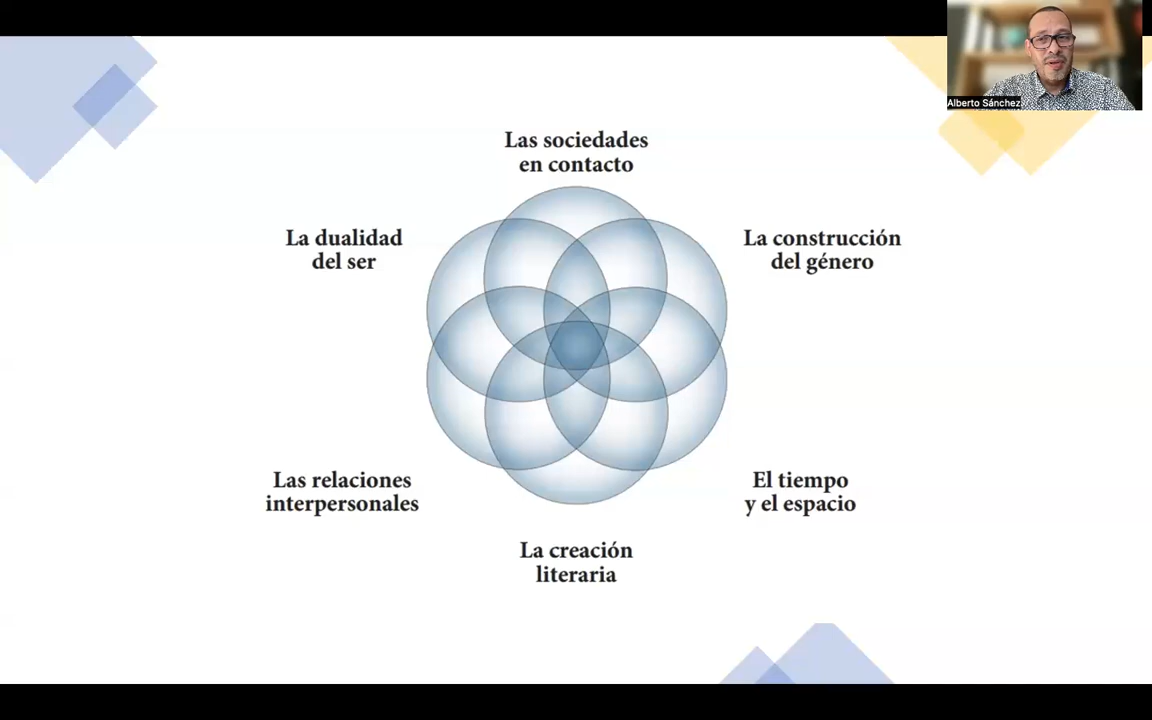 Alberto Sánchez
Las sociedades
en contacto
La dualidad
del ser
La construcción
del género
Las relaciones
interpersonales
El tiempo
y el espacio
La creación
literaria